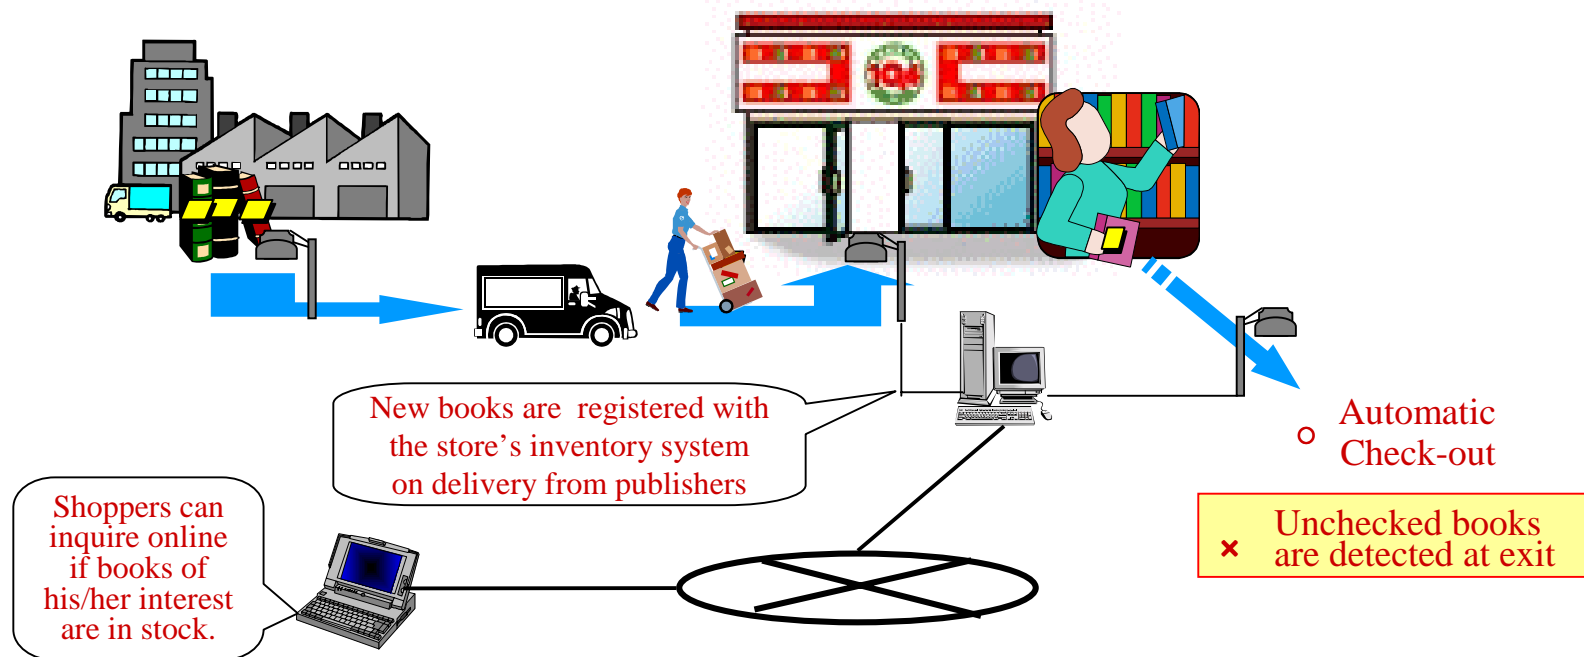 104
New books are  registered with
the store’s inventory system
on delivery from publishers
Shoppers can
inquire online
if books of
his/her interest
are in stock.
Automatic
Check-out
× Unchecked books
are detected at exit